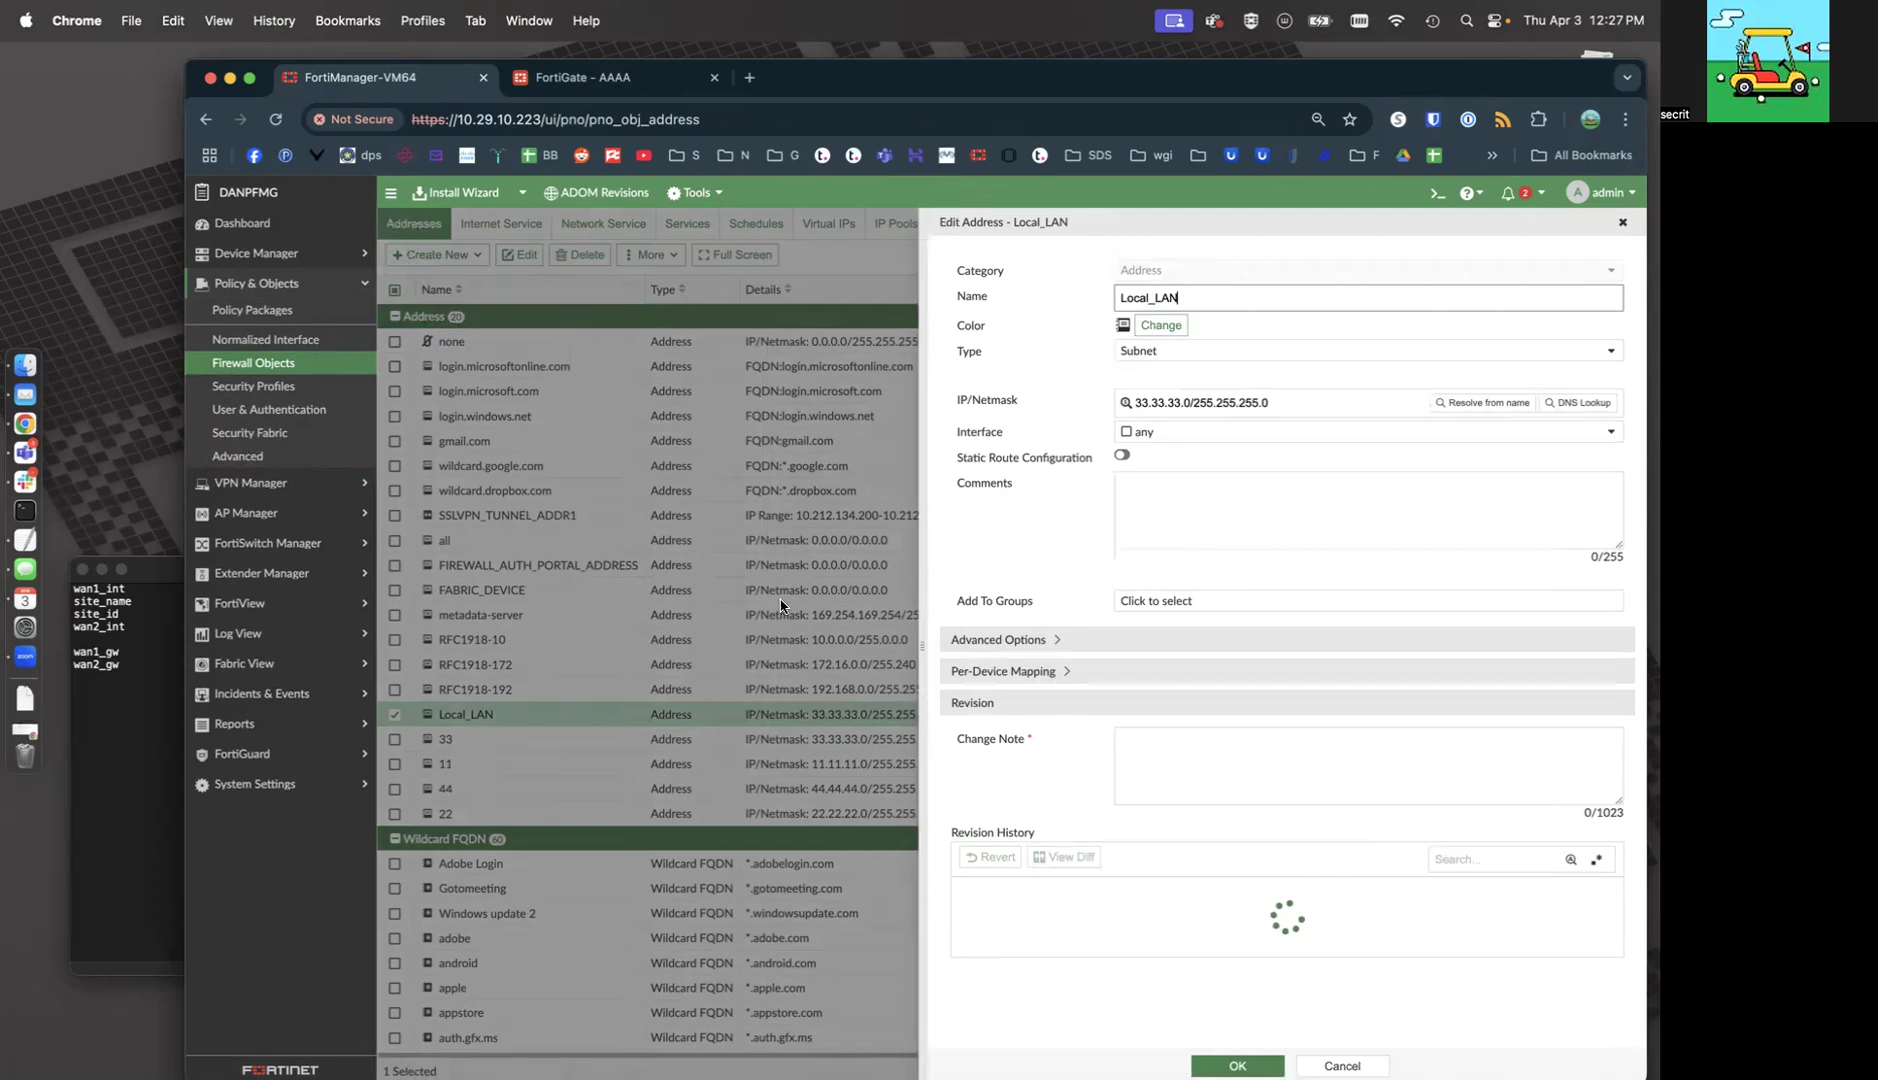 Chrome File Edit View History Bookmarks Profiles Tab Window Help
Thu Apr 3 12:27 PM
FortiManager-VM64
FortiGate - AAAA
Not Secure https://10.29.10.223/ui/pno/pno_obj_address
dps BB S N G SDS wgi F All Bookmarks
secrit
DANPFMG
Install Wizard ADOM Revisions Tools 2 A admin
Dashboard
Device Manager
Policy & Objects
Policy Packages
Normalized Interface
Firewall Objects
Security Profiles
User & Authentication
Security Fabric
Advanced
VPN Manager
AP Manager
FortiSwitch Manager
Extender Manager
FortiView
Log View
Fabric View
Incidents & Events
Reports
FortiGuard
System Settings
FORTINET
wan1_int
site_name
site_id
wan2_int
wan1_gw
wan2_gw
Addresses Internet Service Network Service Services Schedules Virtual IPs IP Pools
Create New Edit Delete More Full Screen
Name Type Details
Address 20
none Address IP/Netmask: 0.0.0.0/255.255.255
login.microsoftonline.com Address FQDN:login.microsoftonline.com
login.microsoft.com Address FQDN:login.microsoft.com
login.windows.net Address FQDN:login.windows.net
gmail.com Address FQDN:gmail.com
wildcard.google.com Address FQDN:*.google.com
wildcard.dropbox.com Address FQDN:*.dropbox.com
SSLVPN_TUNNEL_ADDR1 Address IP Range: 10.212.134.200-10.212
all Address IP/Netmask: 0.0.0.0/0.0.0.0
FIREWALL_AUTH_PORTAL_ADDRESS Address IP/Netmask: 0.0.0.0/0.0.0.0
FABRIC_DEVICE Address IP/Netmask: 0.0.0.0/0.0.0.0
metadata-server Address IP/Netmask: 169.254.169.254/25
RFC1918-10 Address IP/Netmask: 10.0.0.0/255.0.0.0
RFC1918-172 Address IP/Netmask: 172.16.0.0/255.240
RFC1918-192 Address IP/Netmask: 192.168.0.0/255.255
Local_LAN Address IP/Netmask: 33.33.33.0/255.255
33 Address IP/Netmask: 33.33.33.0/255.255
11 Address IP/Netmask: 11.11.11.0/255.255
44 Address IP/Netmask: 44.44.44.0/255.255
22 Address IP/Netmask: 22.22.22.0/255.255
Wildcard FQDN 60
Adobe Login Wildcard FQDN *.adobelogin.com
Gotomeeting Wildcard FQDN *.gotomeeting.com
Windows update 2 Wildcard FQDN *.windowsupdate.com
adobe Wildcard FQDN *.adobe.com
android Wildcard FQDN *.android.com
apple Wildcard FQDN *.apple.com
appstore Wildcard FQDN *.appstore.com
auth.gfx.ms Wildcard FQDN *.auth.gfx.ms
1 Selected
Edit Address - Local_LAN
Category Address
Name Local_LAN
Color Change
Type Subnet
IP/Netmask 33.33.33.0/255.255.255.0 Resolve from name DNS Lookup
Interface any
Static Route Configuration
Comments
0/255
Add To Groups Click to select
Advanced Options
Per-Device Mapping
Revision
Change Note *
0/1023
Revision History
Revert View Diff Search...
OK Cancel